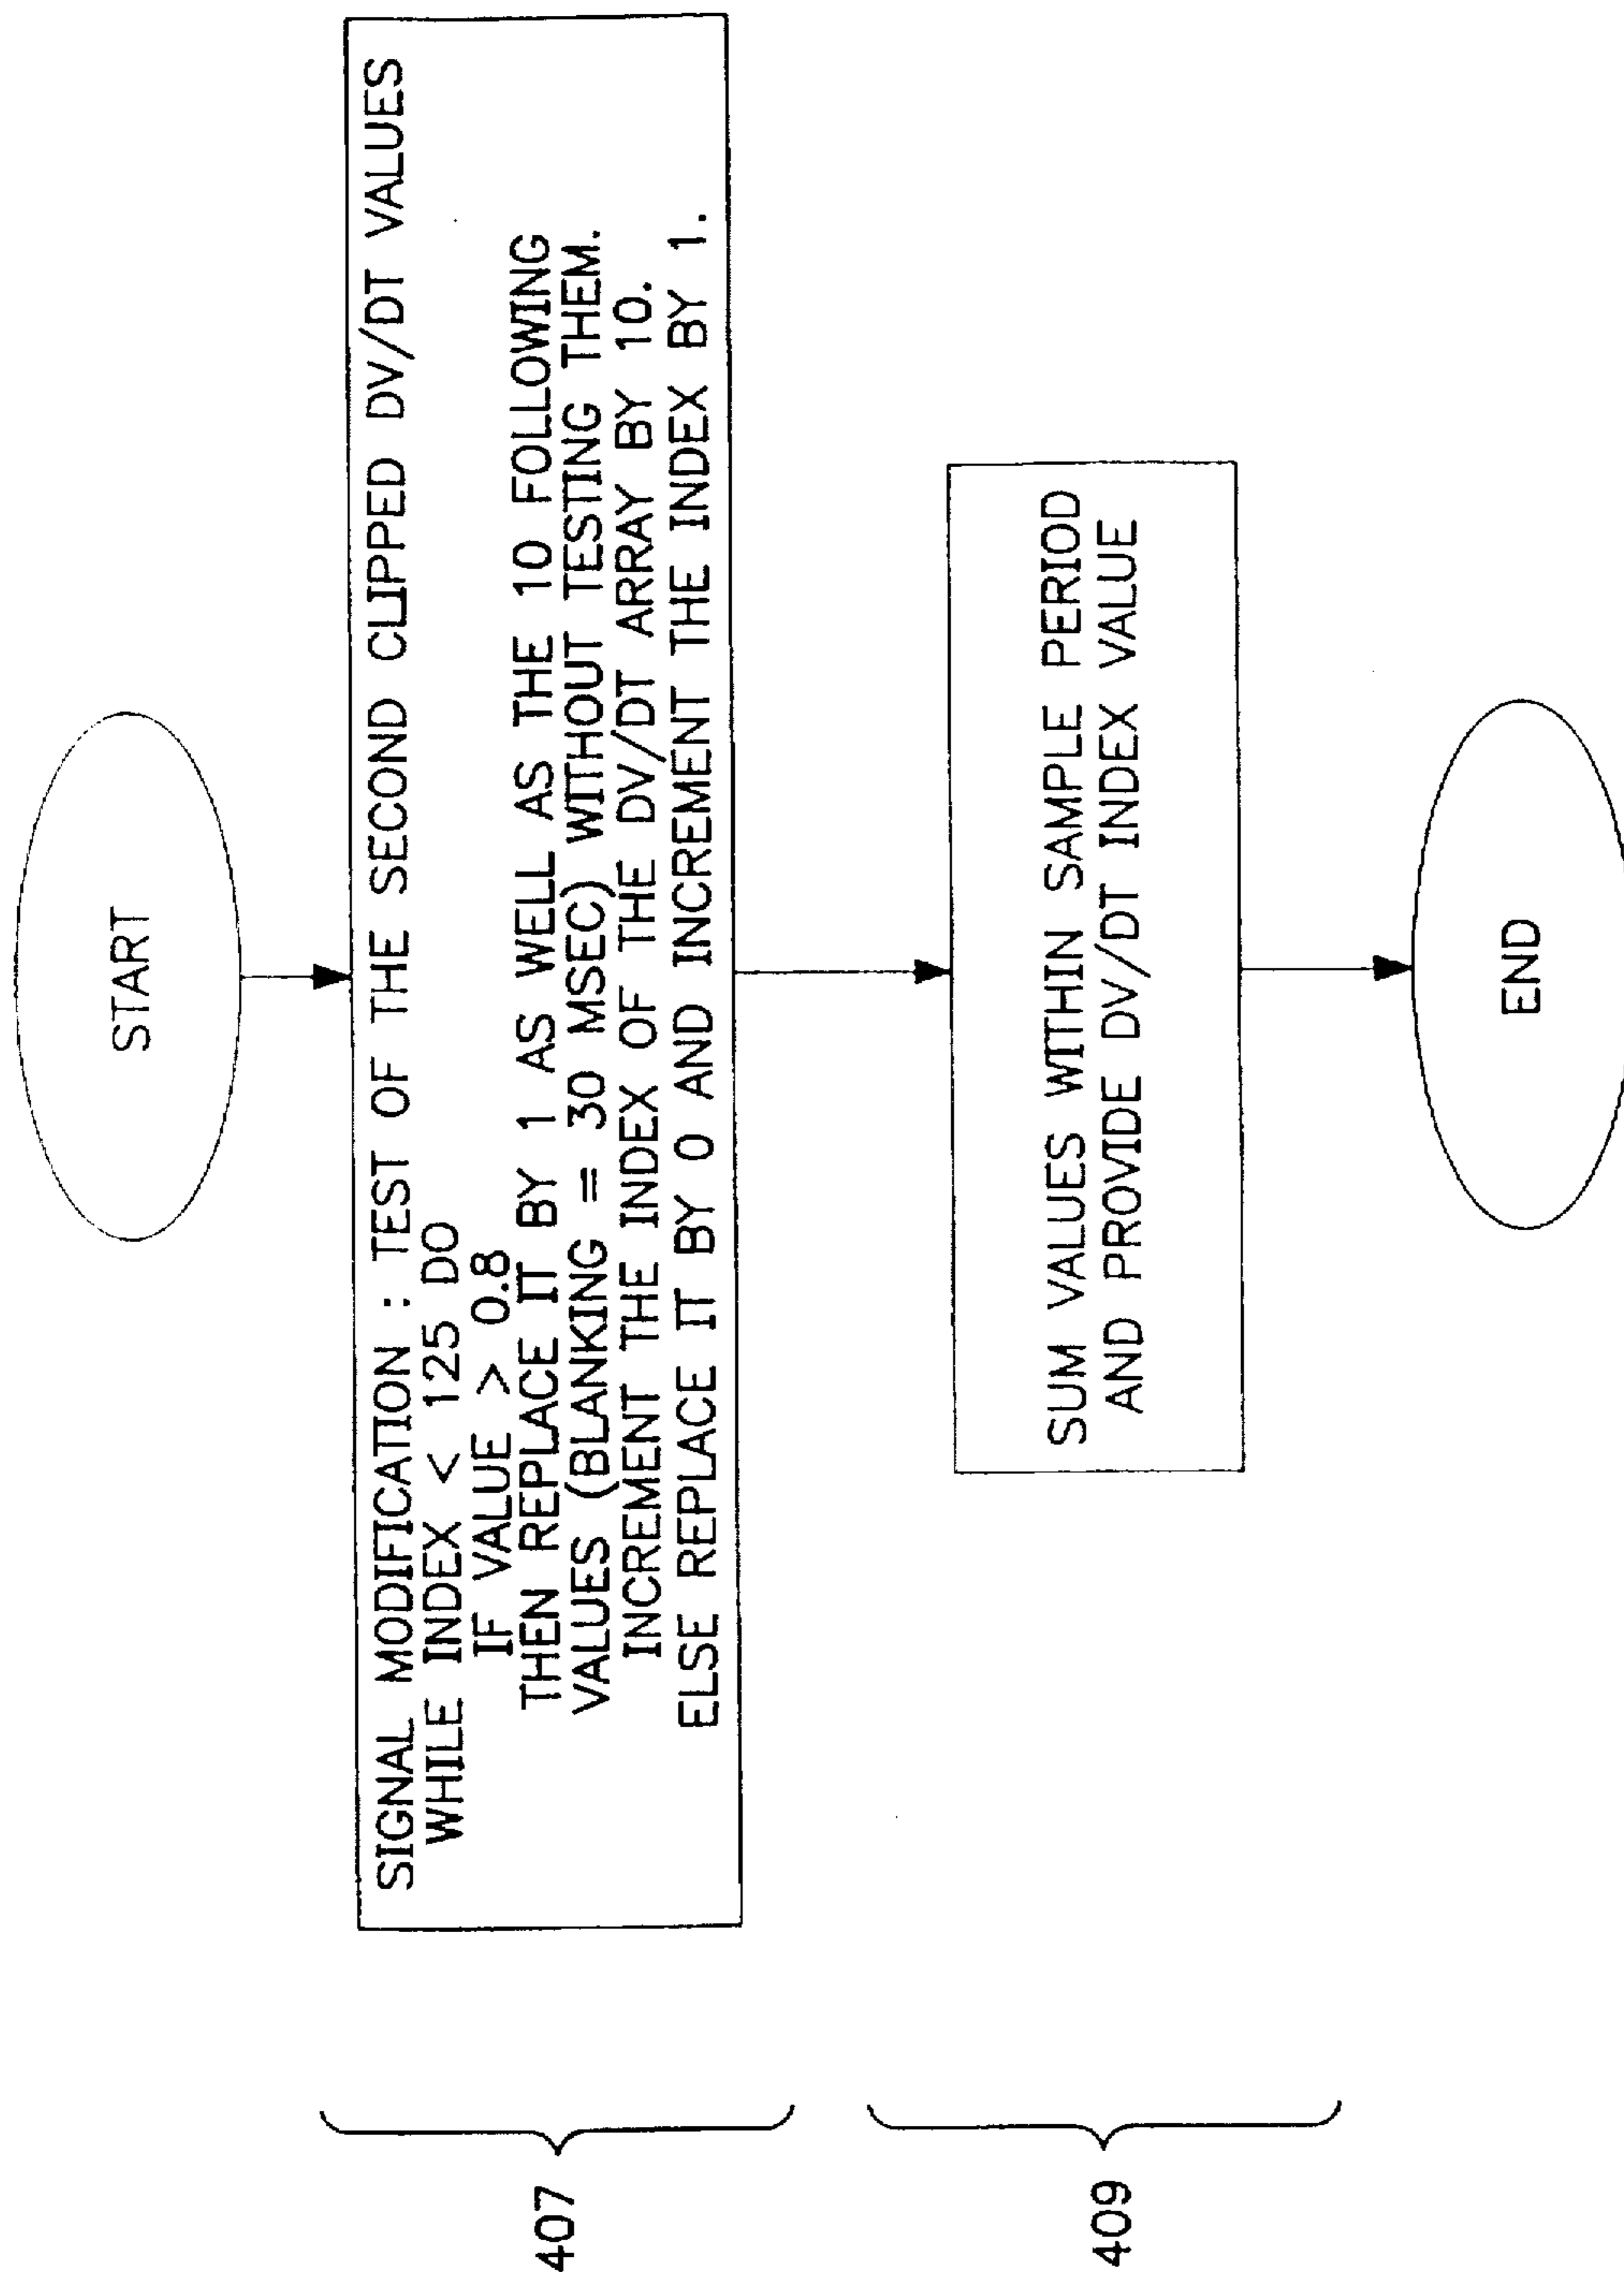 START
SIGNAL MODIFICATION : TEST OF THE SECOND CLIPPED DV/DT VALUES
WHILE INDEX < 125 DO
IF VALUE > 0.8
THEN REPLACE IT BY 1 AS WELL AS THE 10 FOLLOWING
VALUES (BLANKING = 30 MSEC) WITHOUT TESTING THEM.
INCREMENT THE INDEX OF THE DV/DT ARRAY BY 10.
ELSE REPLACE IT BY 0 AND INCREMENT THE INDEX BY 1.
407
SUM VALUES WITHIN SAMPLE PERIOD
AND PROVIDE DV/DT INDEX VALUE
409
END